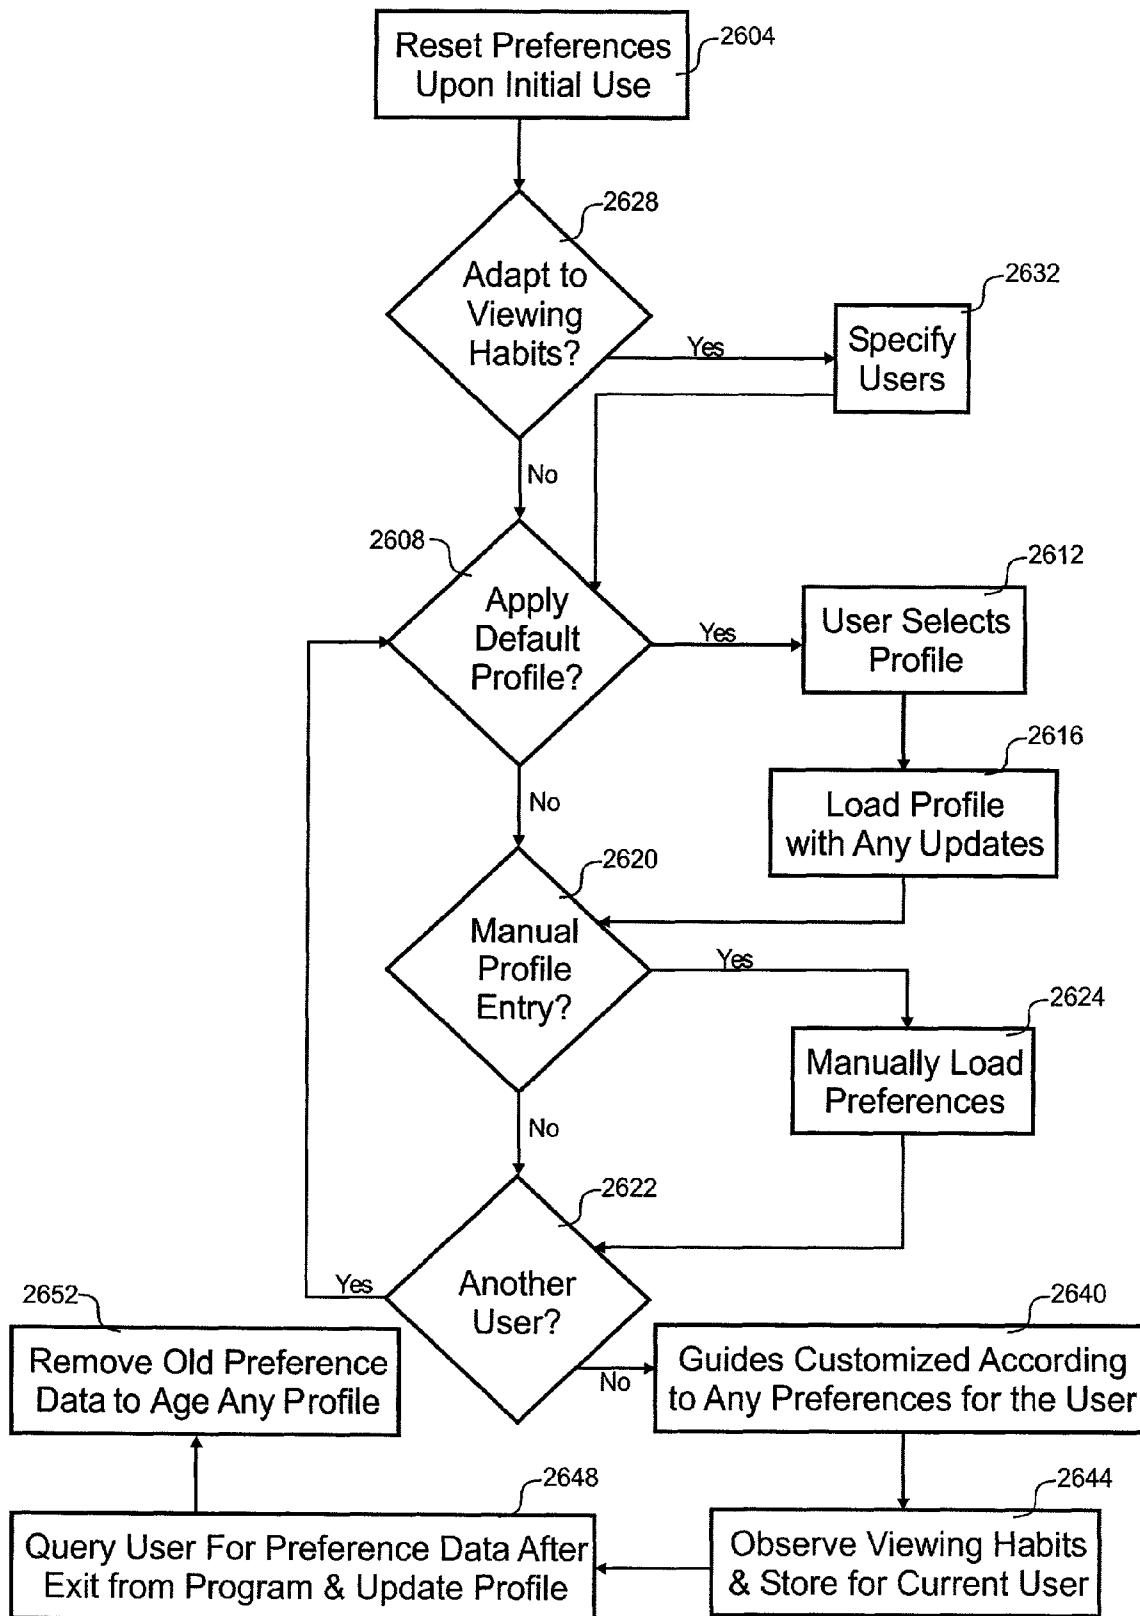 Reset Preferences
Upon Initial Use
2604
2628
Adapt to
Viewing
Habits?
Yes
2632
Specify
Users
No
2608
Apply
Default
Profile?
Yes
2612
User Selects
Profile
2616
Load Profile
with Any Updates
No
2620
Manual
Profile
Entry?
Yes
2624
Manually Load
Preferences
No
2622
Another
User?
Yes
No
2652
Remove Old Preference
Data to Age Any Profile
2640
Guides Customized According
to Any Preferences for the User
2648
Query User For Preference Data After
Exit from Program & Update Profile
2644
Observe Viewing Habits
& Store for Current User